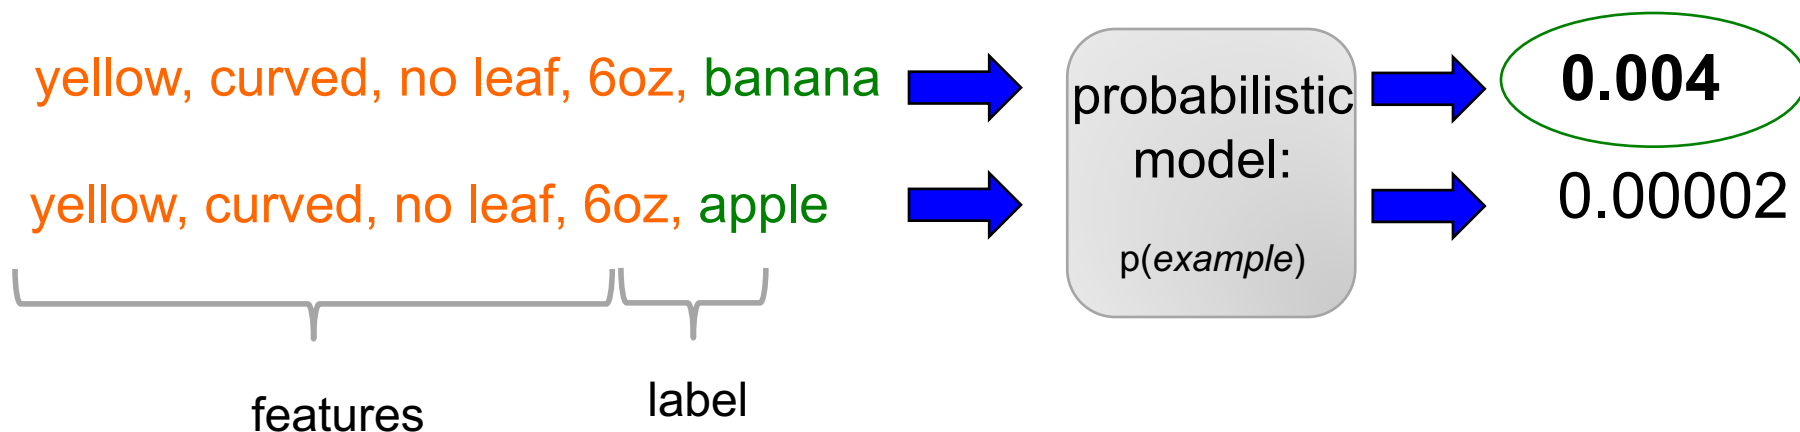 yellow, curved, no leaf, 6oz, banana
yellow, curved, no leaf, 6oz, apple
features
label
probabilistic
model:
p(example)
0.004
0.00002